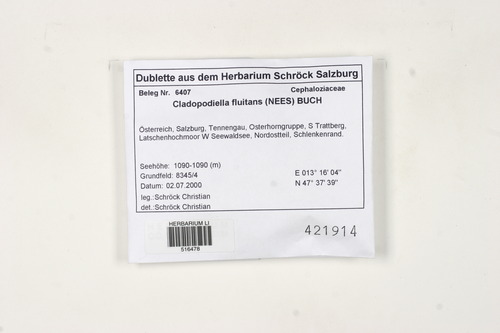 Dublette aus dem Herbarium Schröck Salzburg
Beleg Nr. 6407 Cephaloziaceae
Cladopodiella fluitans (NEES) BUCH
Österreich, Salzburg, Tennengau, Osterhorngruppe, S Trattberg,
Latschenhochmoor W Seewaldsee, Nordostteil, Schlenkenrand.
Seehöhe: 1090-1090 (m)
Grundfeld: 8345/4 E 013° 16' 04"
Datum: 02.07.2000 N 47° 37' 39"
leg.:Schröck Christian
det.:Schröck Christian
HERBARIUM LI
516478
421914